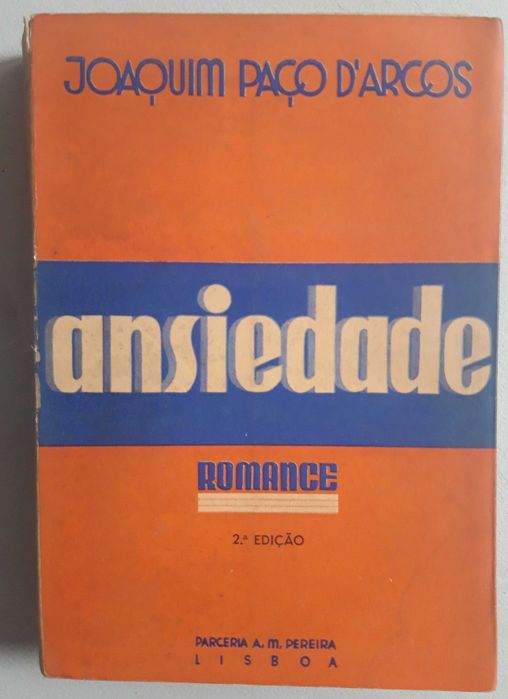 JOAQUIM PAÇO D'ARCOS
ansiedade
ROMANCE
2.ª EDIÇÃO
PARCERIA A. M. PEREIRA
LISBOA